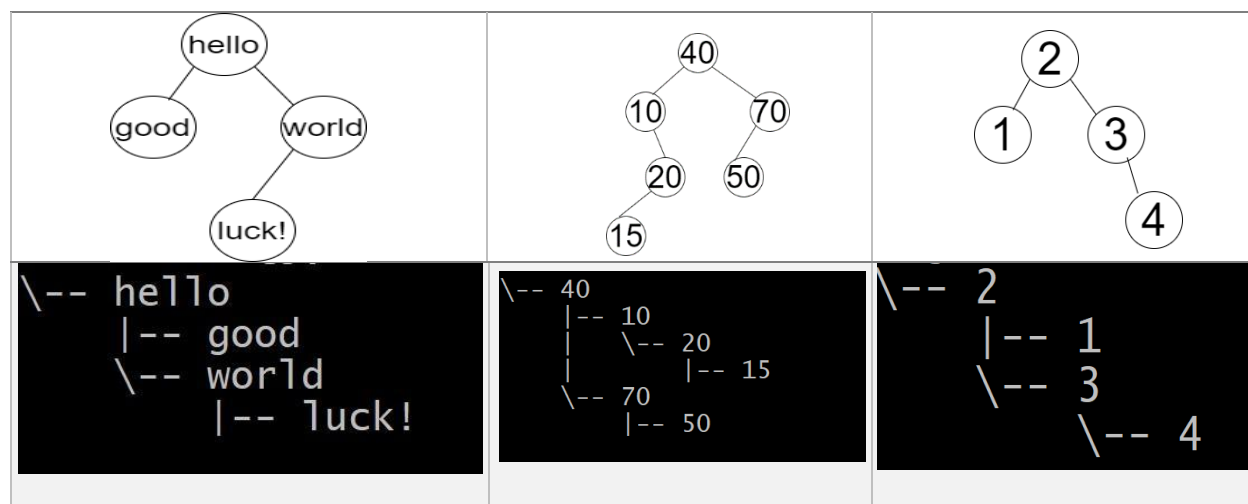 hello
good world
luck!
40
10 70
20 50
15
2
1 3
4
\-- hello
    |-- good
    \-- world
        |-- luck!
\-- 40
    |-- 10
    |   \-- 20
    |       |-- 15
    \-- 70
        |-- 50
\-- 2
    |-- 1
    \-- 3
        \-- 4